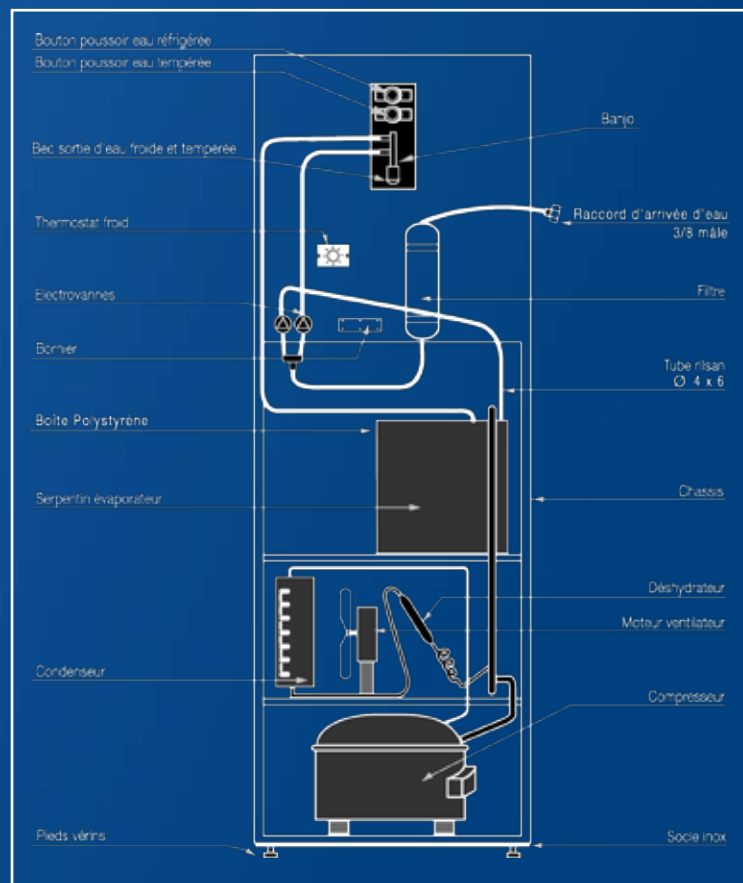 Bouton poussoir eau réfrigérée
Bouton poussoir eau tempérée
Bec sortie d'eau froide et tempérée
Thermostat froid
Electrovannes
Bornier
Boîte Polystyrène
Serpentin évaporateur
Condenseur
Pieds vérins
Banjo
Raccord d'arrivée d'eau
3/8 mâle
Filtre
Tube rilsan
Ø 4 x 6
Chassis
Déshydrateur
Moteur ventilateur
Compresseur
Socle inox